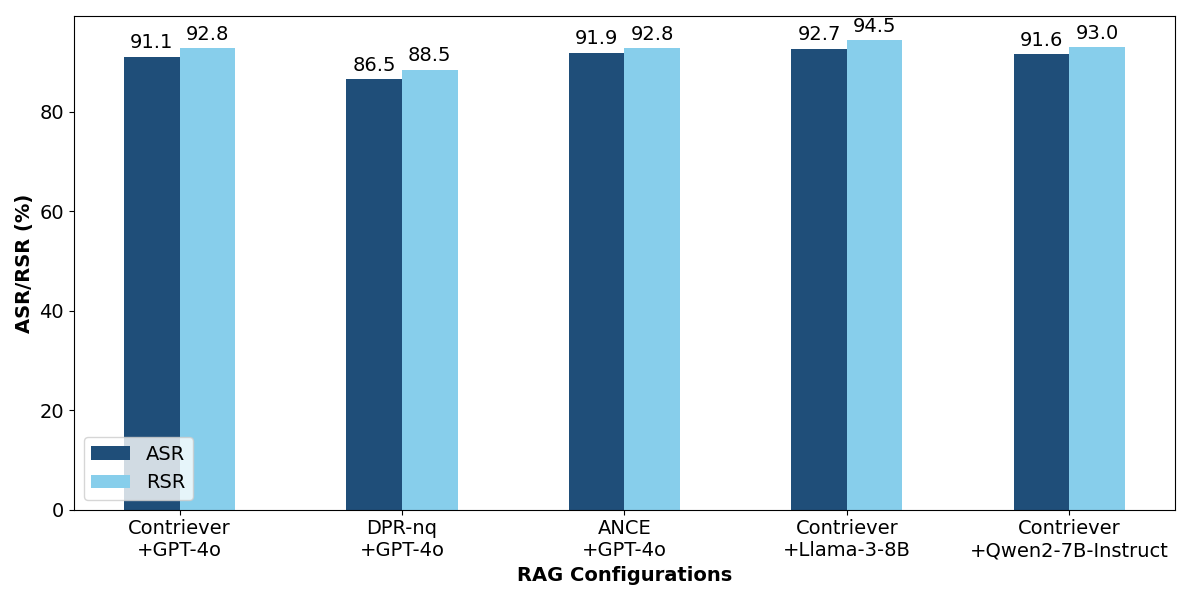 ASR/RSR (%)
80
60
40
20
0
91.1 92.8
86.5 88.5
91.9 92.8
92.7 94.5
91.6 93.0
ASR
RSR
Contriever
+GPT-4o
DPR-nq
+GPT-4o
ANCE
+GPT-4o
Contriever
+Llama-3-8B
Contriever
+Qwen2-7B-Instruct
RAG Configurations